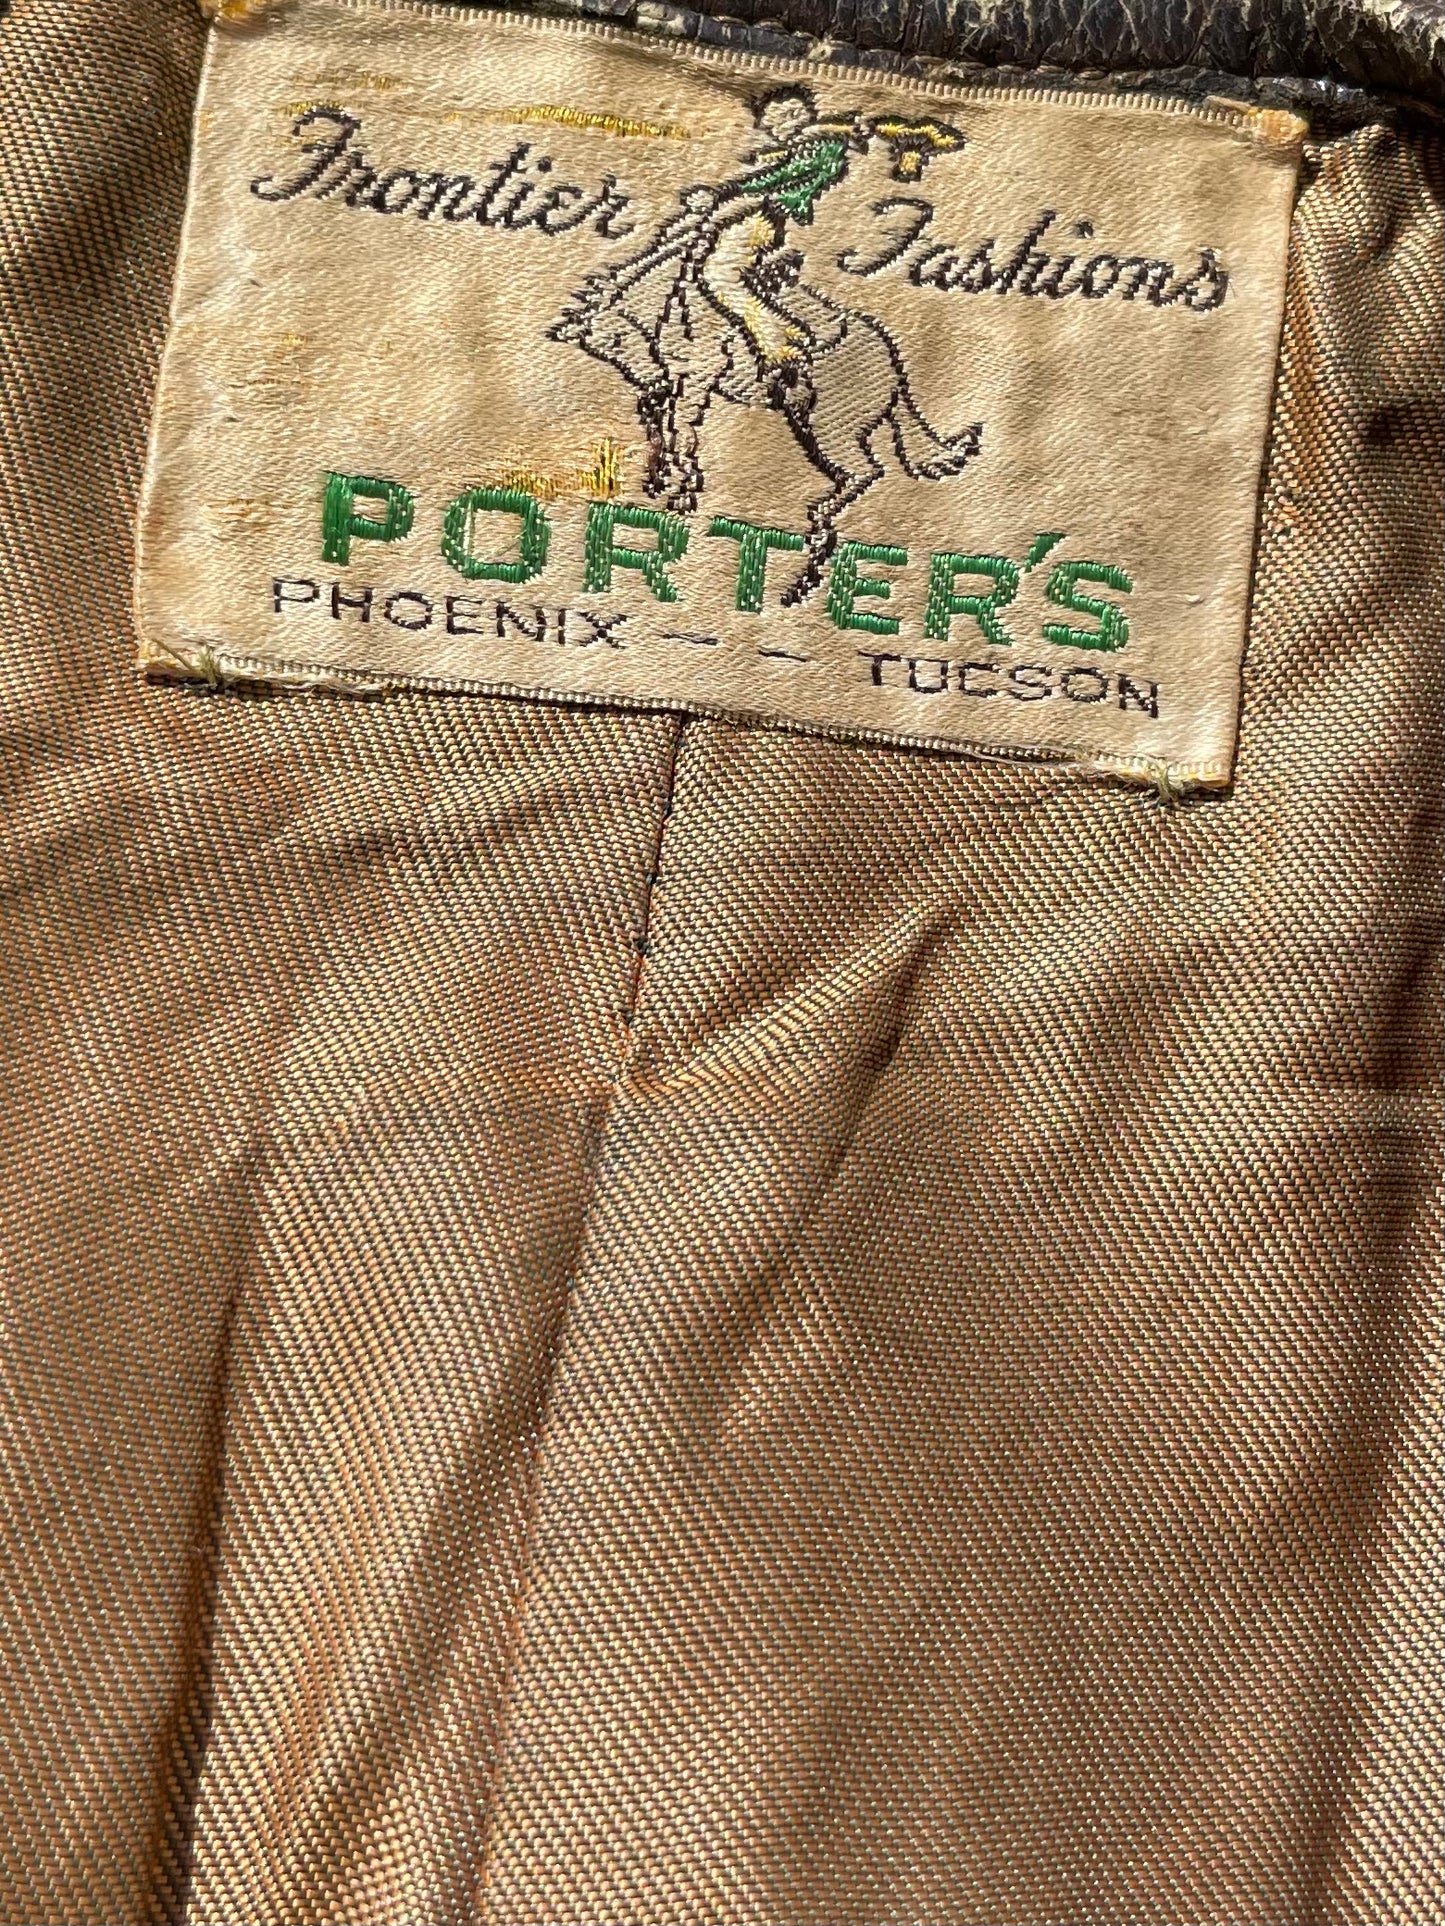 Frontier Fashions
PORTER'S
PHOENIX - - - TUCSON